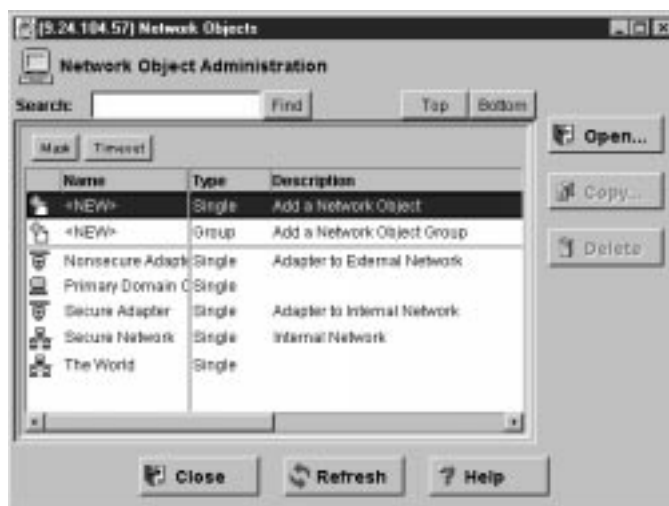 (9.24.104.57) Network Objects
Network Object Administration
Search: Find Top Bottom
Mask Timeout
Name Type Description
<NEW> Single Add a Network Object
<NEW> Group Add a Network Object Group
Nonsecure Adapte Single Adapter to External Network
Primary Domain C Single
Secure Adapter Single Adapter to Internal Network
Secure Network Single Internal Network
The World Single
Open...
Copy...
Delete
Close Refresh Help